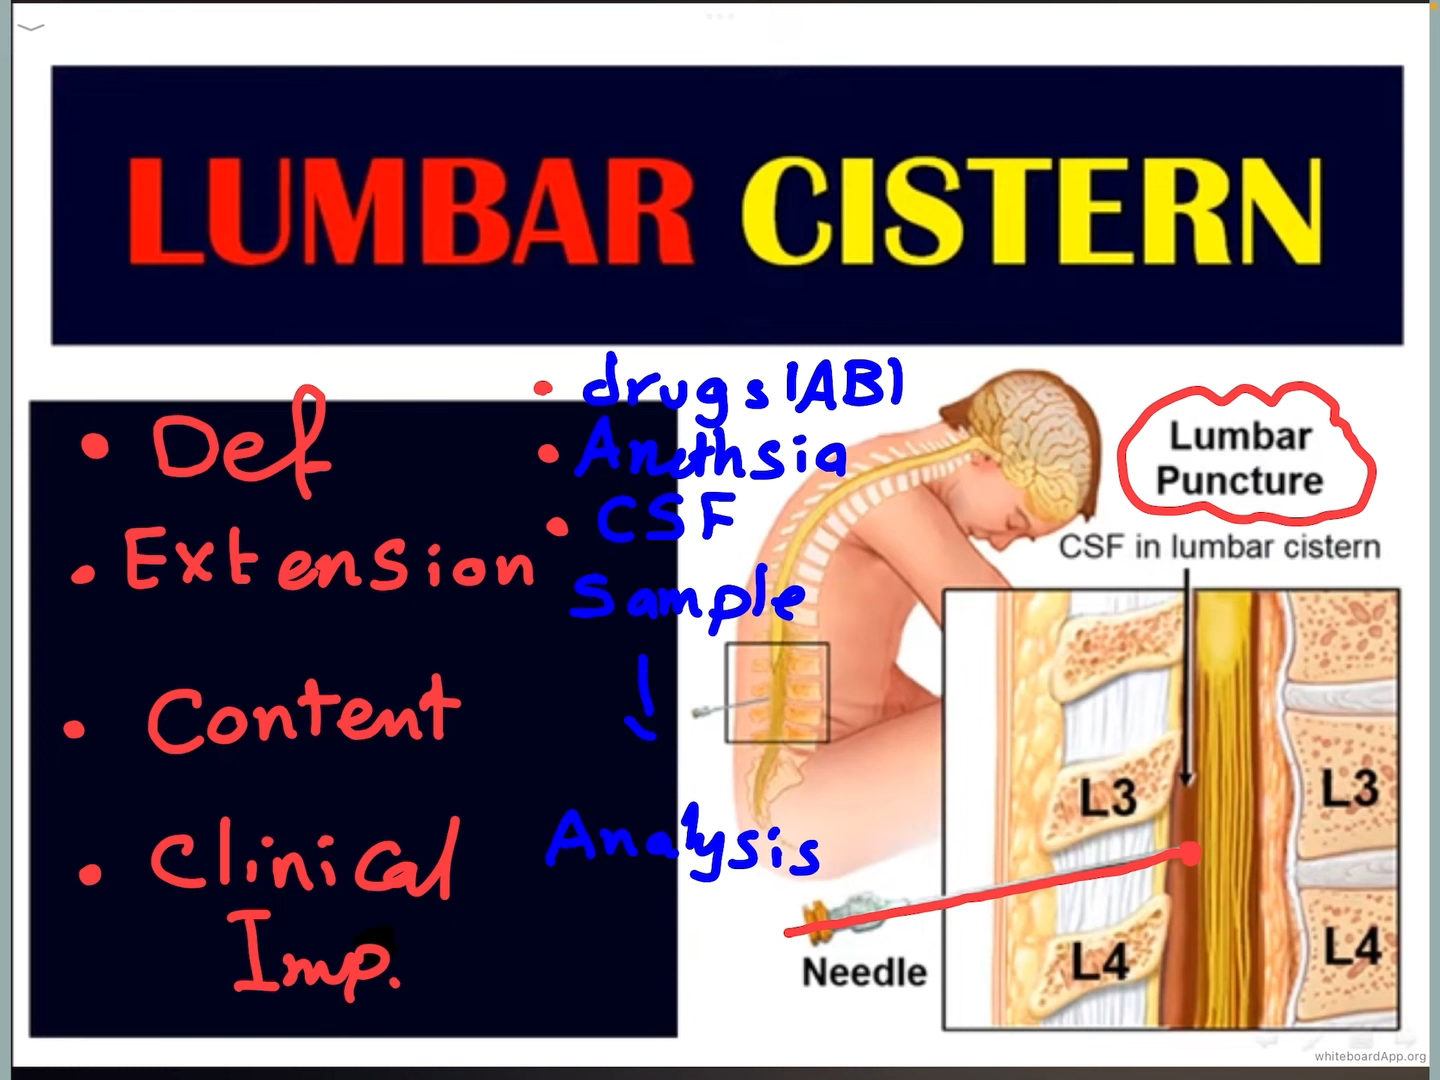 LUMBAR CISTERN
• Def
• Extension
• Content
• Clinical
Imp.
• drugs (AB)
• Anethsia
• CSF
Sample
Analysis
Lumbar
Puncture
CSF in lumbar cistern
L3
L3
L4
L4
Needle
whiteboardApp.org